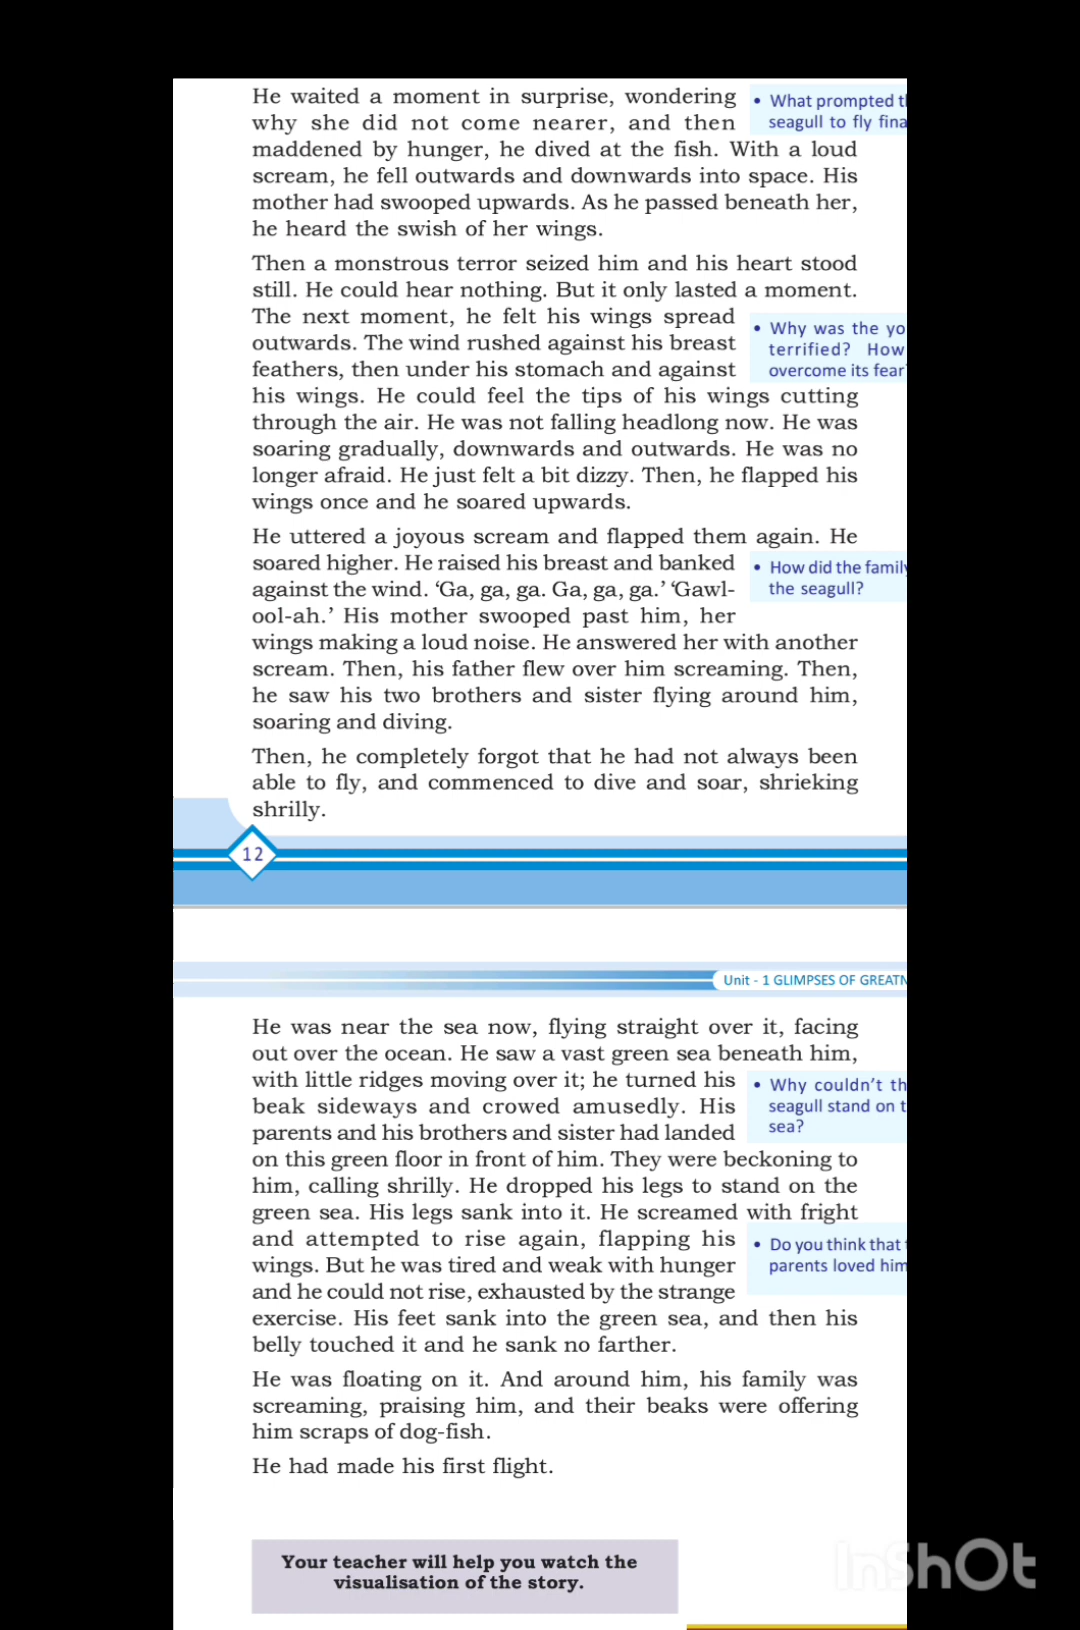 He waited a moment in surprise, wondering
why she did not come nearer, and then
maddened by hunger, he dived at the fish. With a loud
scream, he fell outwards and downwards into space. His
mother had swooped upwards. As he passed beneath her,
he heard the swish of her wings.
• What prompted
seagull to fly
Then a monstrous terror seized him and his heart stood
still. He could hear nothing. But it only lasted a moment.
The next moment, he felt his wings spread
outwards. The wind rushed against his breast
feathers, then under his stomach and against
his wings. He could feel the tips of his wings cutting
through the air. He was not falling headlong now. He was
soaring gradually, downwards and outwards. He was no
longer afraid. He just felt a bit dizzy. Then, he flapped his
wings once and he soared upwards.
• Why was the
terrified? How
overcome its fear
He uttered a joyous scream and flapped them again. He
soared higher. He raised his breast and banked
against the wind. ‘Ga, ga, ga. Ga, ga, ga.’ ‘Gawl-
ool-ah.’ His mother swooped past him, her
wings making a loud noise. He answered her with another
scream. Then, his father flew over him screaming. Then,
he saw his two brothers and sister flying around him,
soaring and diving.
• How did the family
the seagull?
Then, he completely forgot that he had not always been
able to fly, and commenced to dive and soar, shrieking
shrilly.
12
Unit - 1 GLIMPSES OF
He was near the sea now, flying straight over it, facing
out over the ocean. He saw a vast green sea beneath him,
with little ridges moving over it; he turned his
beak sideways and crowed amusedly. His
parents and his brothers and sister had landed
on this green floor in front of him. They were beckoning to
him, calling shrilly. He dropped his legs to stand on the
green sea. His legs sank into it. He screamed with fright
and attempted to rise again, flapping his
wings. But he was tired and weak with hunger
and he could not rise, exhausted by the strange
exercise. His feet sank into the green sea, and then his
belly touched it and he sank no farther.
• Why couldn’t
seagull stand on
sea?
• Do you think that
parents loved him
He was floating on it. And around him, his family was
screaming, praising him, and their beaks were offering
him scraps of dog-fish.
He had made his first flight.
Your teacher will help you watch the
visualisation of the story.
InShOt